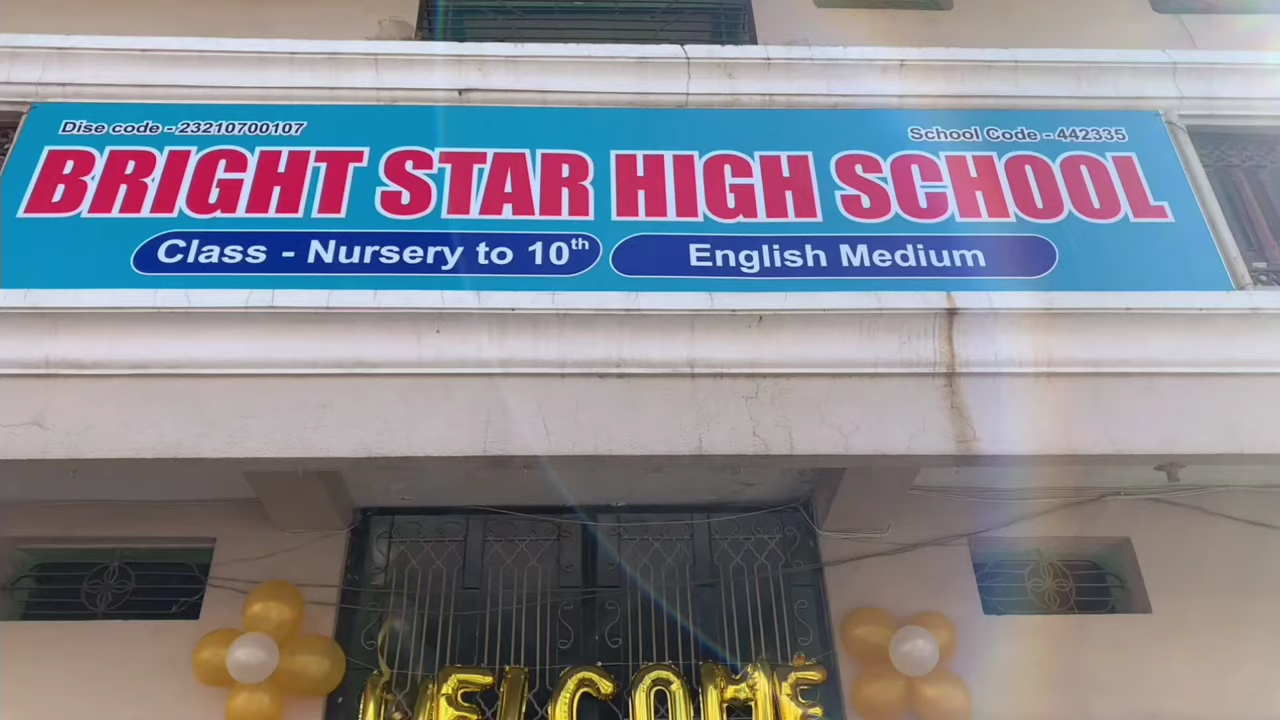 Dise code - 23210700107
School Code - 442335
BRIGHT STAR HIGH SCHOOL
Class - Nursery to 10th
English Medium
WELCOME